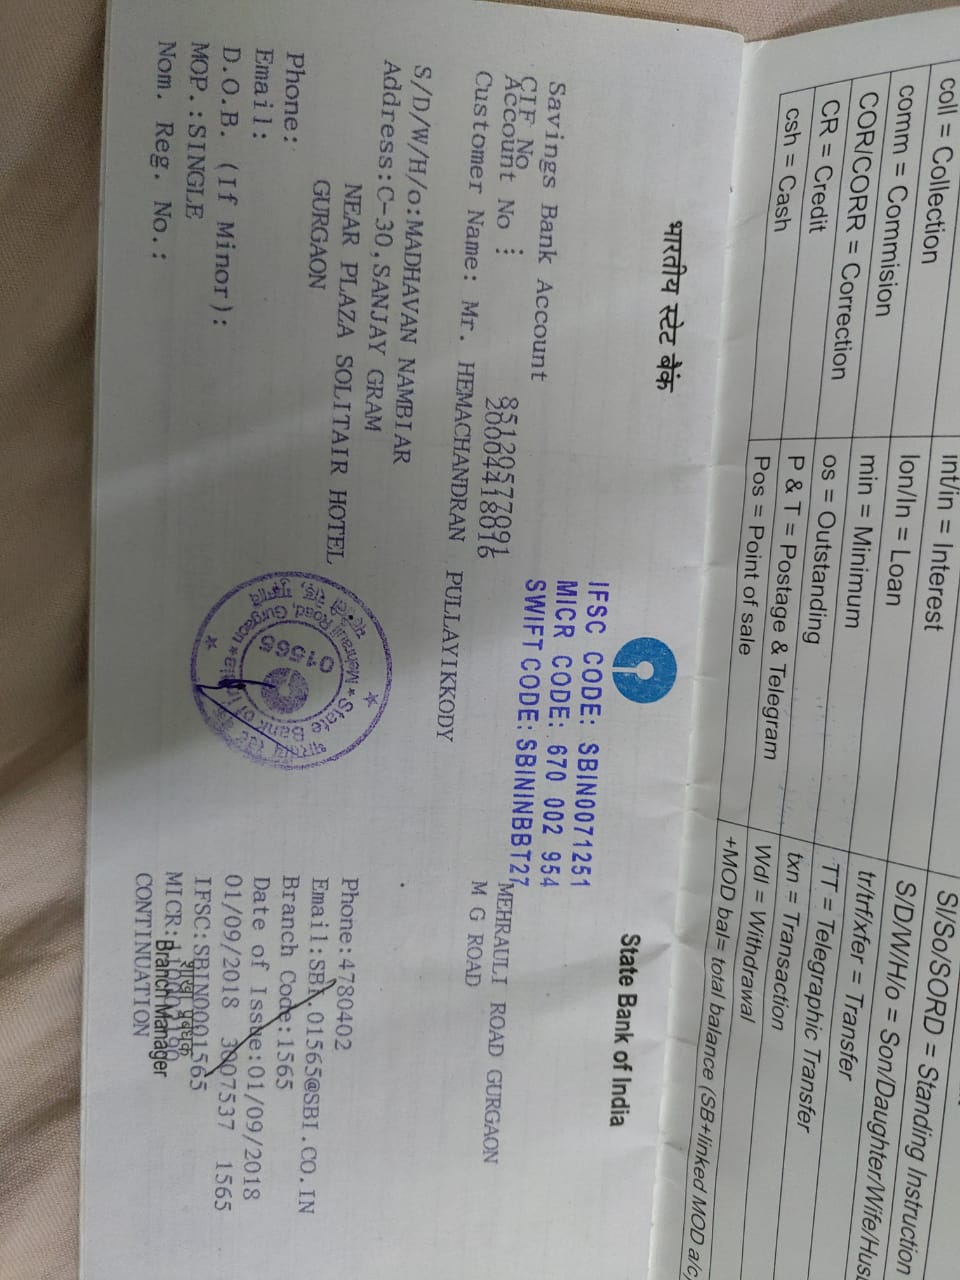 coll = Collection
comm = Commision
COR/CORR = Correction
CR = Credit
csh = Cash
Int/in = Interest
lon/ln = Loan
min = Minimum
os = Outstanding
P & T = Postage & Telegram
Pos = Point of sale
SI/So/SORD = Standing Instruction
S/D/W/H/o = Son/Daughter/Wife/Hus
tr/trf/xfer = Transfer
TT = Telegraphic Transfer
txn = Transaction
Wdl = Withdrawal
+MOD bal= total balance (SB+linked MOD a/c)
भारतीय स्टेट बैंक
State Bank of India
IFSC CODE: SBIN0071251
MICR CODE: 670 002 954
SWIFT CODE: SBININBBT27
Savings Bank Account
CIF No
Account No :
Customer Name: Mr. HEMACHANDRAN PULLAYIKKODY
MEHRAULI ROAD GURGAON
M G ROAD
S/D/W/H/o:MADHAVAN NAMBIAR
Address:C-30,SANJAY GRAM
NEAR PLAZA SOLITAIR HOTEL
GURGAON
Phone:
Email:
D.O.B. (If Minor):
MOP.:SINGLE
Nom. Reg. No.:
Phone:4780402
Email:SBI.01565@SBI.CO.IN
Branch Code:1565
Date of Issue:01/09/2018
01/09/2018 3007537 1565
IFSC:SBIN0001565
MICR:
शाखा प्रबंधक
Branch Manager
CONTINUATION
State Bank of India
Mehrauli Road, Gurgaon
01565